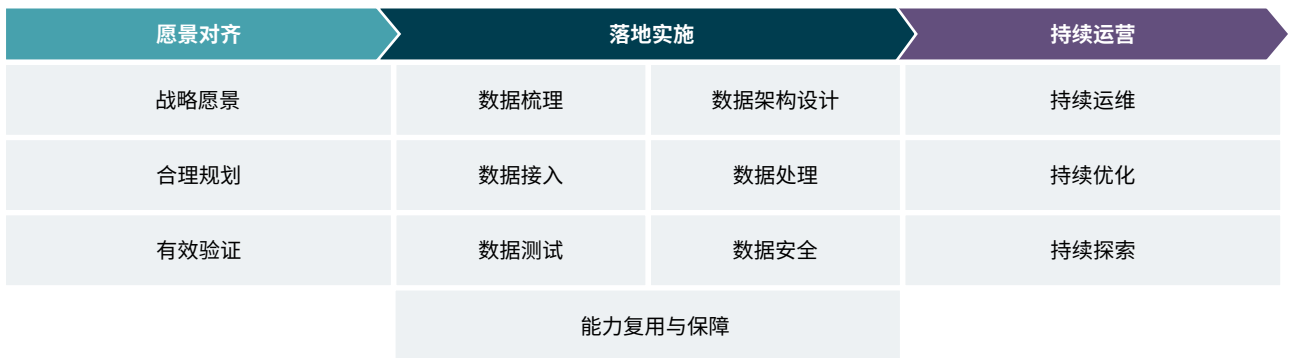 愿景对齐 落地实施 持续运营
战略愿景 数据梳理 数据架构设计 持续运维
合理规划 数据接入 数据处理 持续优化
有效验证 数据测试 数据安全 持续探索
能力复用与保障